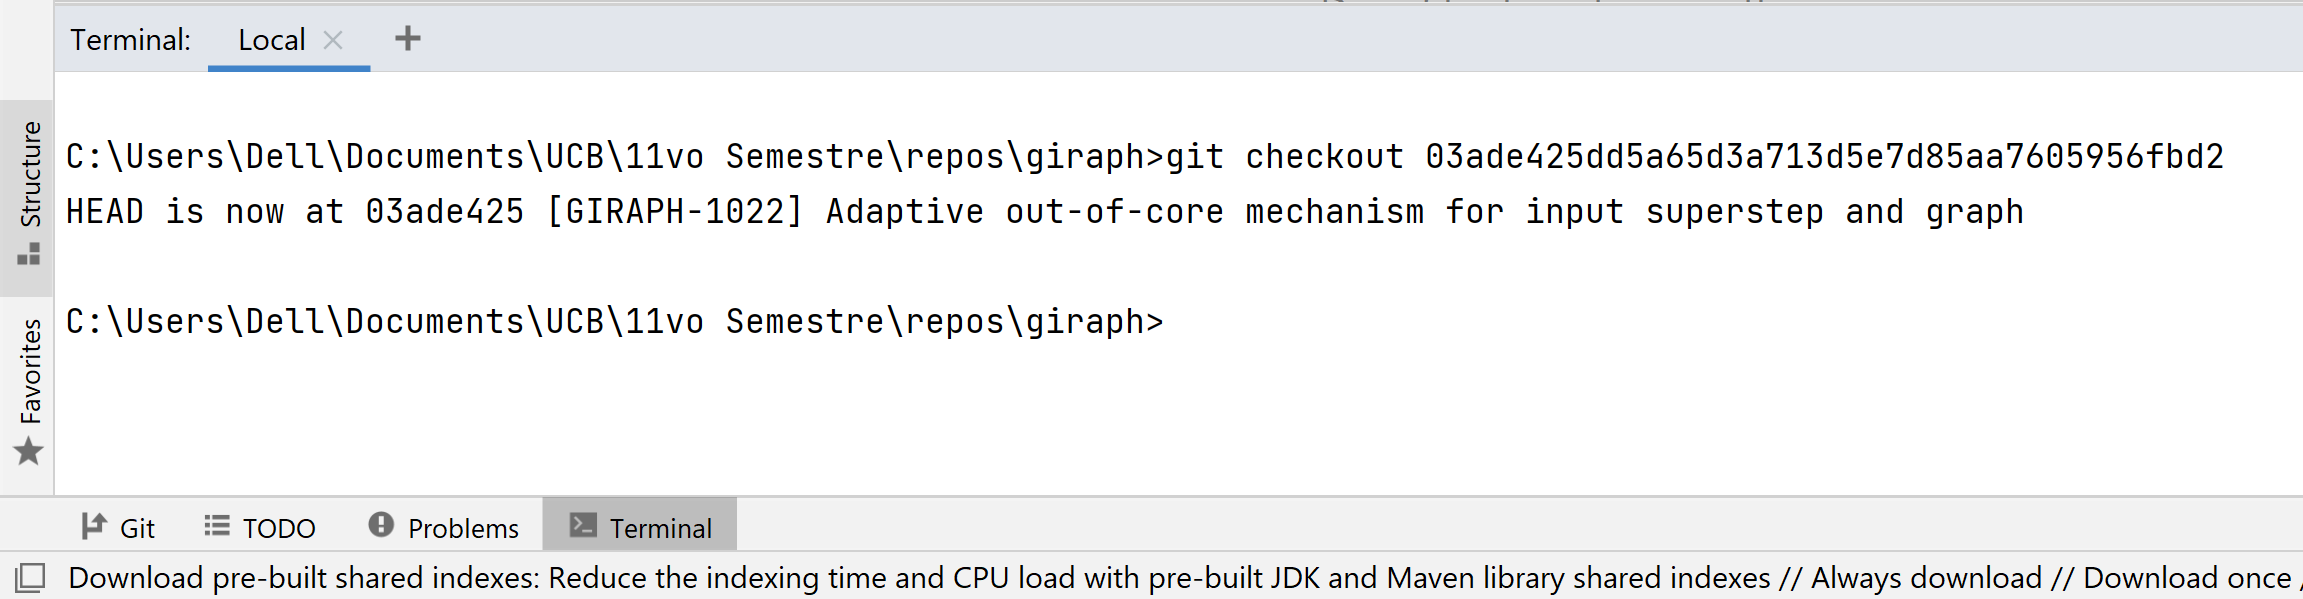 Terminal: Local
C:\Users\Dell\Documents\UCB\11vo Semestre\repos\giraph>git checkout 03ade425dd5a65d3a713d5e7d85aa7605956fbd2
HEAD is now at 03ade425 [GIRAPH-1022] Adaptive out-of-core mechanism for input superstep and graph
C:\Users\Dell\Documents\UCB\11vo Semestre\repos\giraph>
Structure
Favorites
Git TODO Problems Terminal
Download pre-built shared indexes: Reduce the indexing time and CPU load with pre-built JDK and Maven library shared indexes // Always download // Download once /